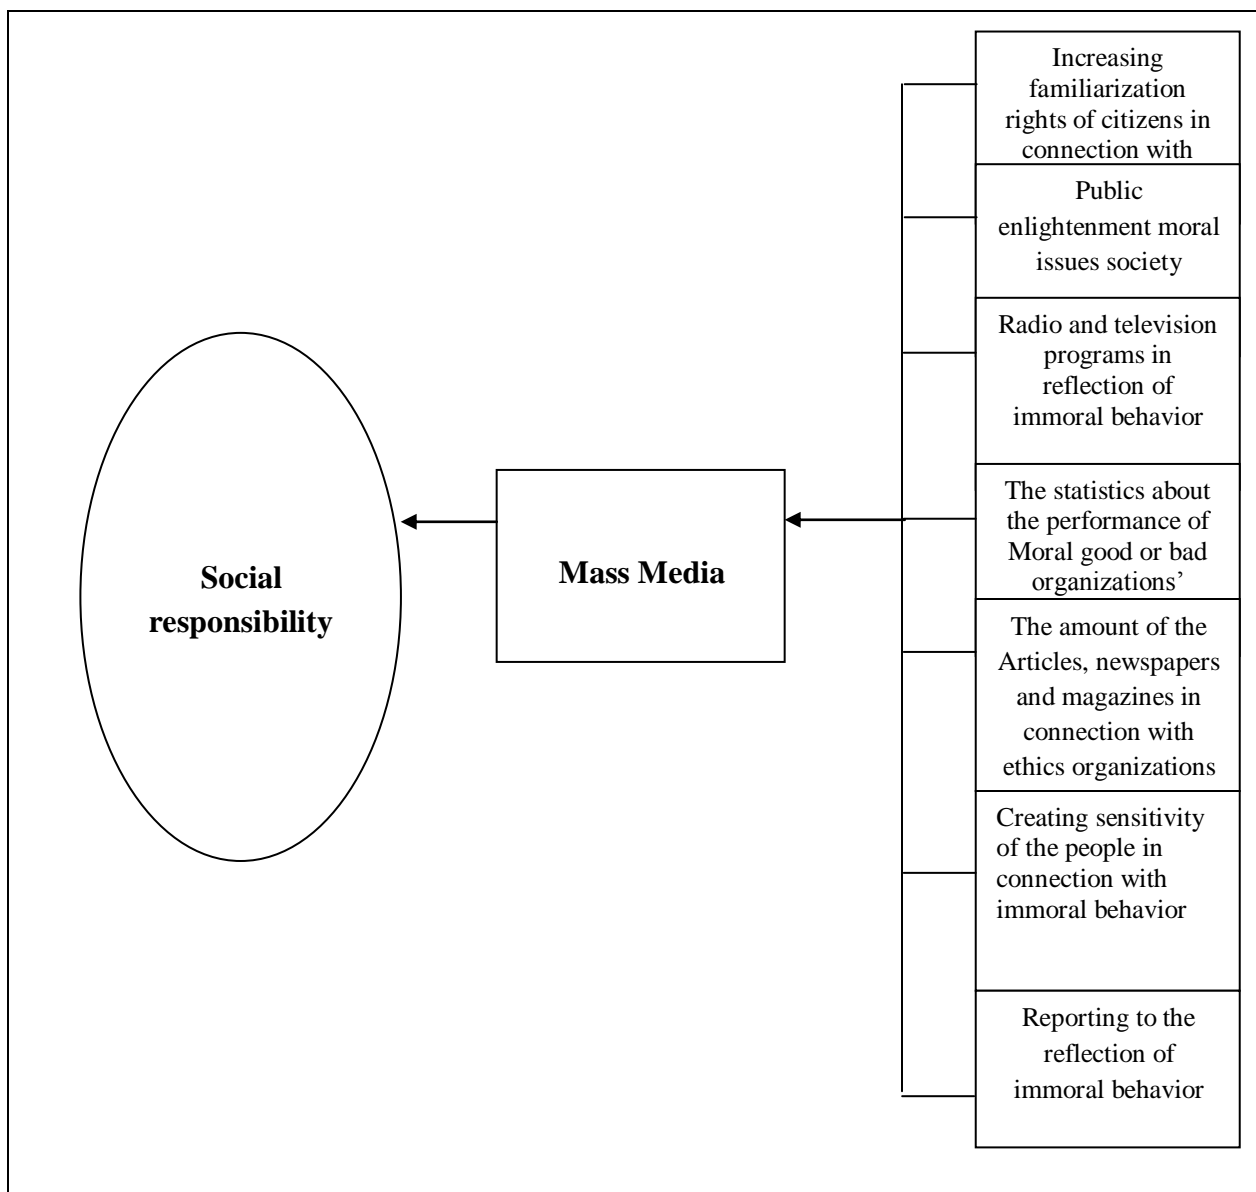 Increasing
familiarization
rights of citizens in
connection with
Public
enlightenment moral
issues society
Radio and television
programs in
reflection of
immoral behavior
The statistics about
the performance of
Moral good or bad
organizations’
The amount of the
Articles, newspapers
and magazines in
connection with
ethics organizations
Creating sensitivity
of the people in
connection with
immoral behavior
Reporting to the
reflection of
immoral behavior
Mass Media
Social
responsibility